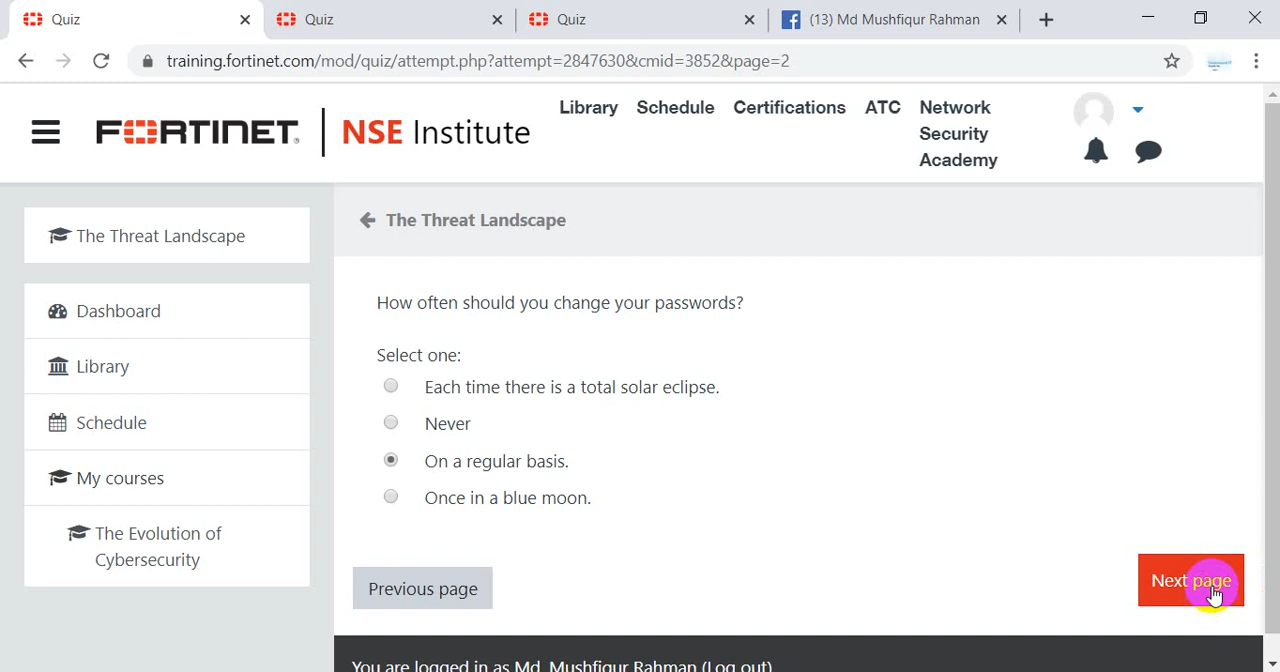 Quiz
Quiz
Quiz
(13) Md Mushfiqur Rahman
training.fortinet.com/mod/quiz/attempt.php?attempt=2847630&cmid=3852&page=2
FORTINET
NSE Institute
Library
Schedule
Certifications
ATC
Network
Security
Academy
The Threat Landscape
Dashboard
Library
Schedule
My courses
The Evolution of
Cybersecurity
The Threat Landscape
How often should you change your passwords?
Select one:
Each time there is a total solar eclipse.
Never
On a regular basis.
Once in a blue moon.
Previous page
Next page
You are logged in as Md. Mushfiqur Rahman (Log out)